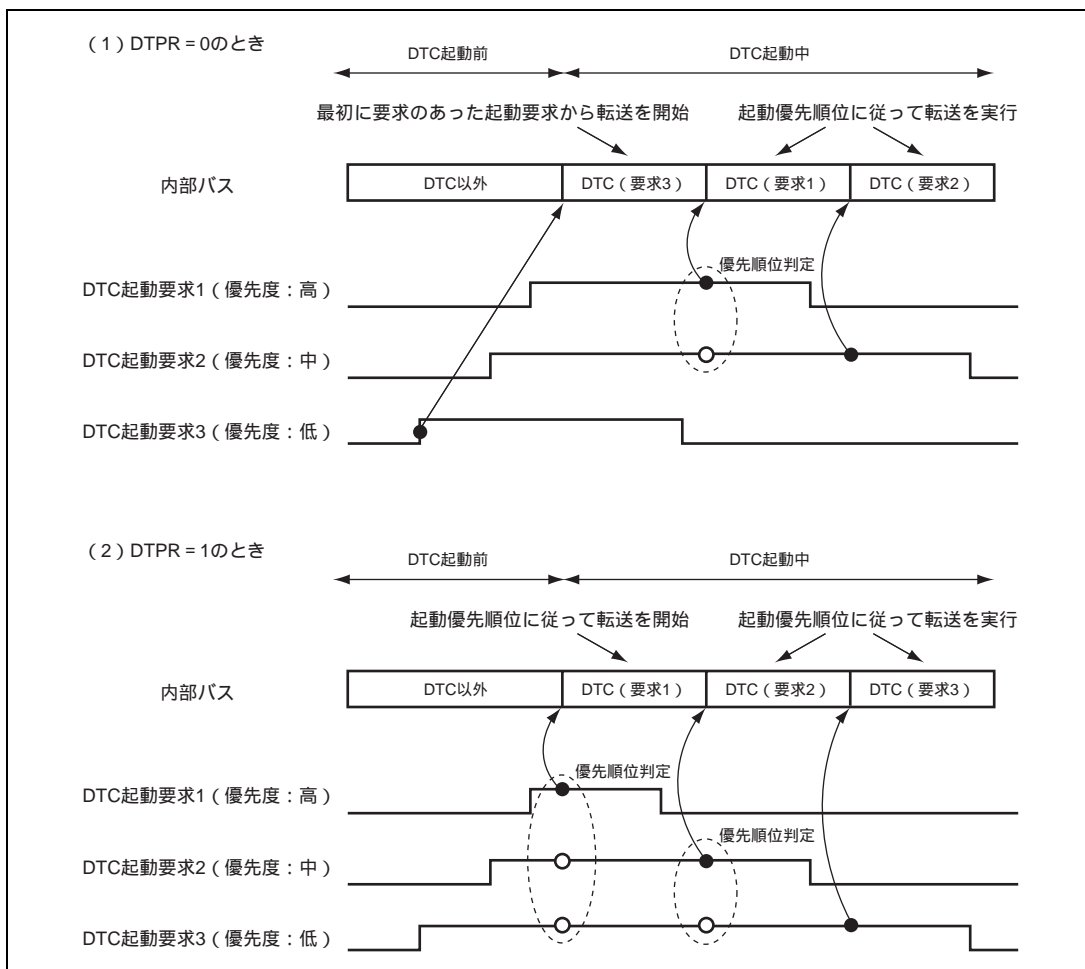 （1）DTPR = 0のとき
DTC起動前
DTC起動中
最初に要求のあった起動要求から転送を開始
起動優先順位に従って転送を実行
内部バス
DTC以外
DTC（要求3）
DTC（要求1）
DTC（要求2）
優先順位判定
DTC起動要求1（優先度：高）
DTC起動要求2（優先度：中）
DTC起動要求3（優先度：低）
（2）DTPR = 1のとき
DTC起動前
DTC起動中
起動優先順位に従って転送を開始
起動優先順位に従って転送を実行
内部バス
DTC以外
DTC（要求1）
DTC（要求2）
DTC（要求3）
優先順位判定
DTC起動要求1（優先度：高）
優先順位判定
DTC起動要求2（優先度：中）
DTC起動要求3（優先度：低）